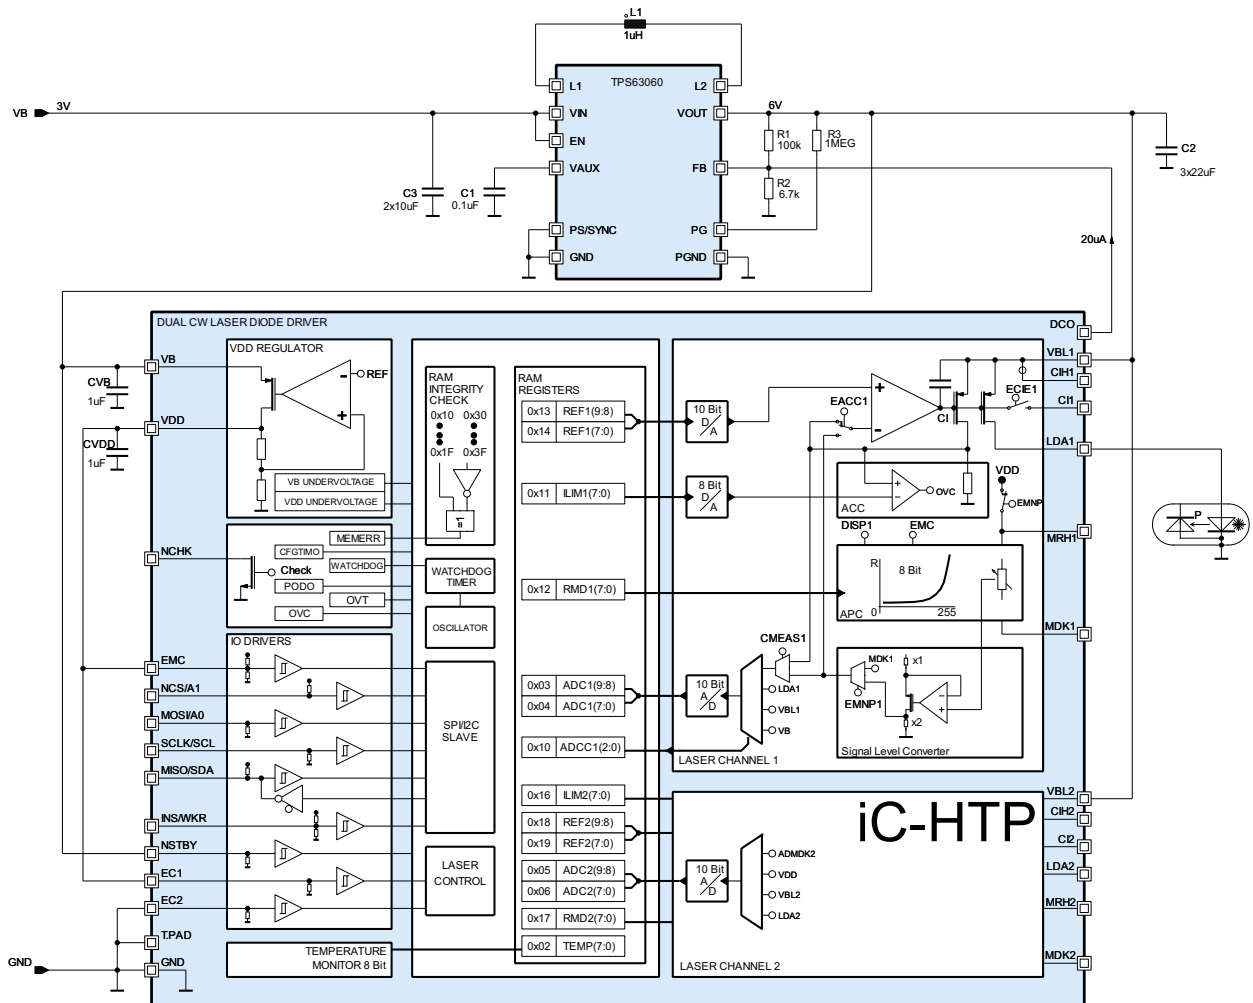 L1
1uH
TPS63060
L1
L2
VB
3V
VIN
VOUT
6V
EN
R1
100k
R3
1MEG
C2
3x22uF
VAUX
FB
C3
2x10uF
C1
0.1uF
R2
6.7k
PS/SYNC
PG
20uA
GND
PGND
DUAL CW LASER DIODE DRIVER
DCO
VB
VDD REGULATOR
REF
VBL1
CIH1
CVB
1uF
RAM
INTEGRITY
CHECK
0x10 0x30
0x1F 0x3F
RAM
REGISTERS
0x13 REF1(9:8)
0x14 REF1(7:0)
10 Bit
D/A
EACC1
CI
ECIE1
CI1
VDD
CVDD
1uF
LDA1
VB UNDERVOLTAGE
VDD UNDERVOLTAGE
0x11 ILIM1(7:0)
8 Bit
D/A
OVC
ACC
VDD
EMNP
=1
MEMERR
NCHK
CFGTIMO
Check
WATCHDOG
PODO
OVT
OVC
WATCHDOG
TIMER
OSCILLATOR
0x12 RMD1(7:0)
DISP1
EMC
MRH1
P
R
8 Bit
0
255
APC
IO DRIVERS
MDK1
EMC
NCS/A1
MOSI/A0
SCLK/SCL
MISO/SDA
INS/WKR
NSTBY
EC1
EC2
T.PAD
GND
GND
SPI/I2C
SLAVE
LASER
CONTROL
TEMPERATURE
MONITOR 8 Bit
0x03 ADC1(9:8)
0x04 ADC1(7:0)
10 Bit
A/D
CMEAS1
LDA1
VBL1
VB
MDK1
EMNP1
x1
x2
Signal Level Converter
0x10 ADCC1(2:0)
LASER CHANNEL 1
0x16 ILIM2(7:0)
0x18 REF2(9:8)
0x19 REF2(7:0)
iC-HTP
VBL2
CIH2
CI2
0x05 ADC2(9:8)
0x06 ADC2(7:0)
10 Bit
A/D
ADMDK2
VDD
VBL2
LDA2
LDA2
0x17 RMD2(7:0)
MRH2
0x02 TEMP(7:0)
LASER CHANNEL 2
MDK2